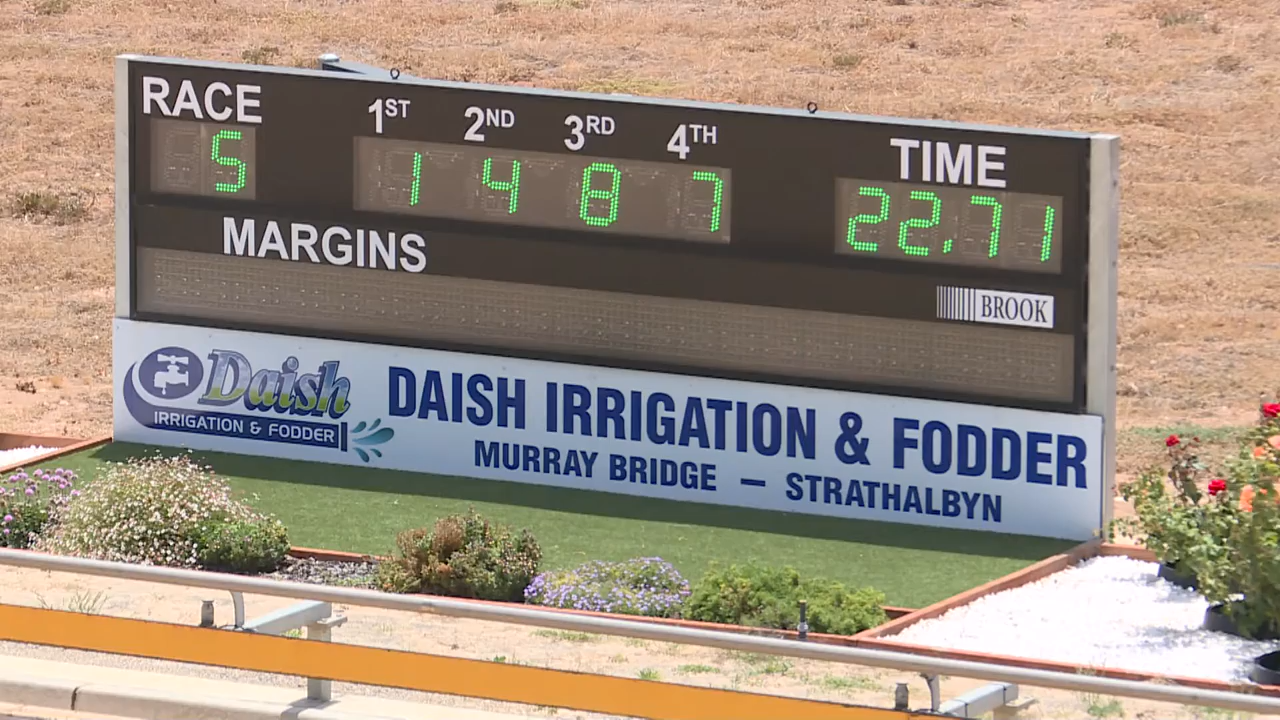 RACE 1ST 2ND 3RD 4TH TIME
5 1 4 8 7 22.71
MARGINS
BROOK
Daish
IRRIGATION & FODDER
DAISH IRRIGATION & FODDER
MURRAY BRIDGE – STRATHALBYN